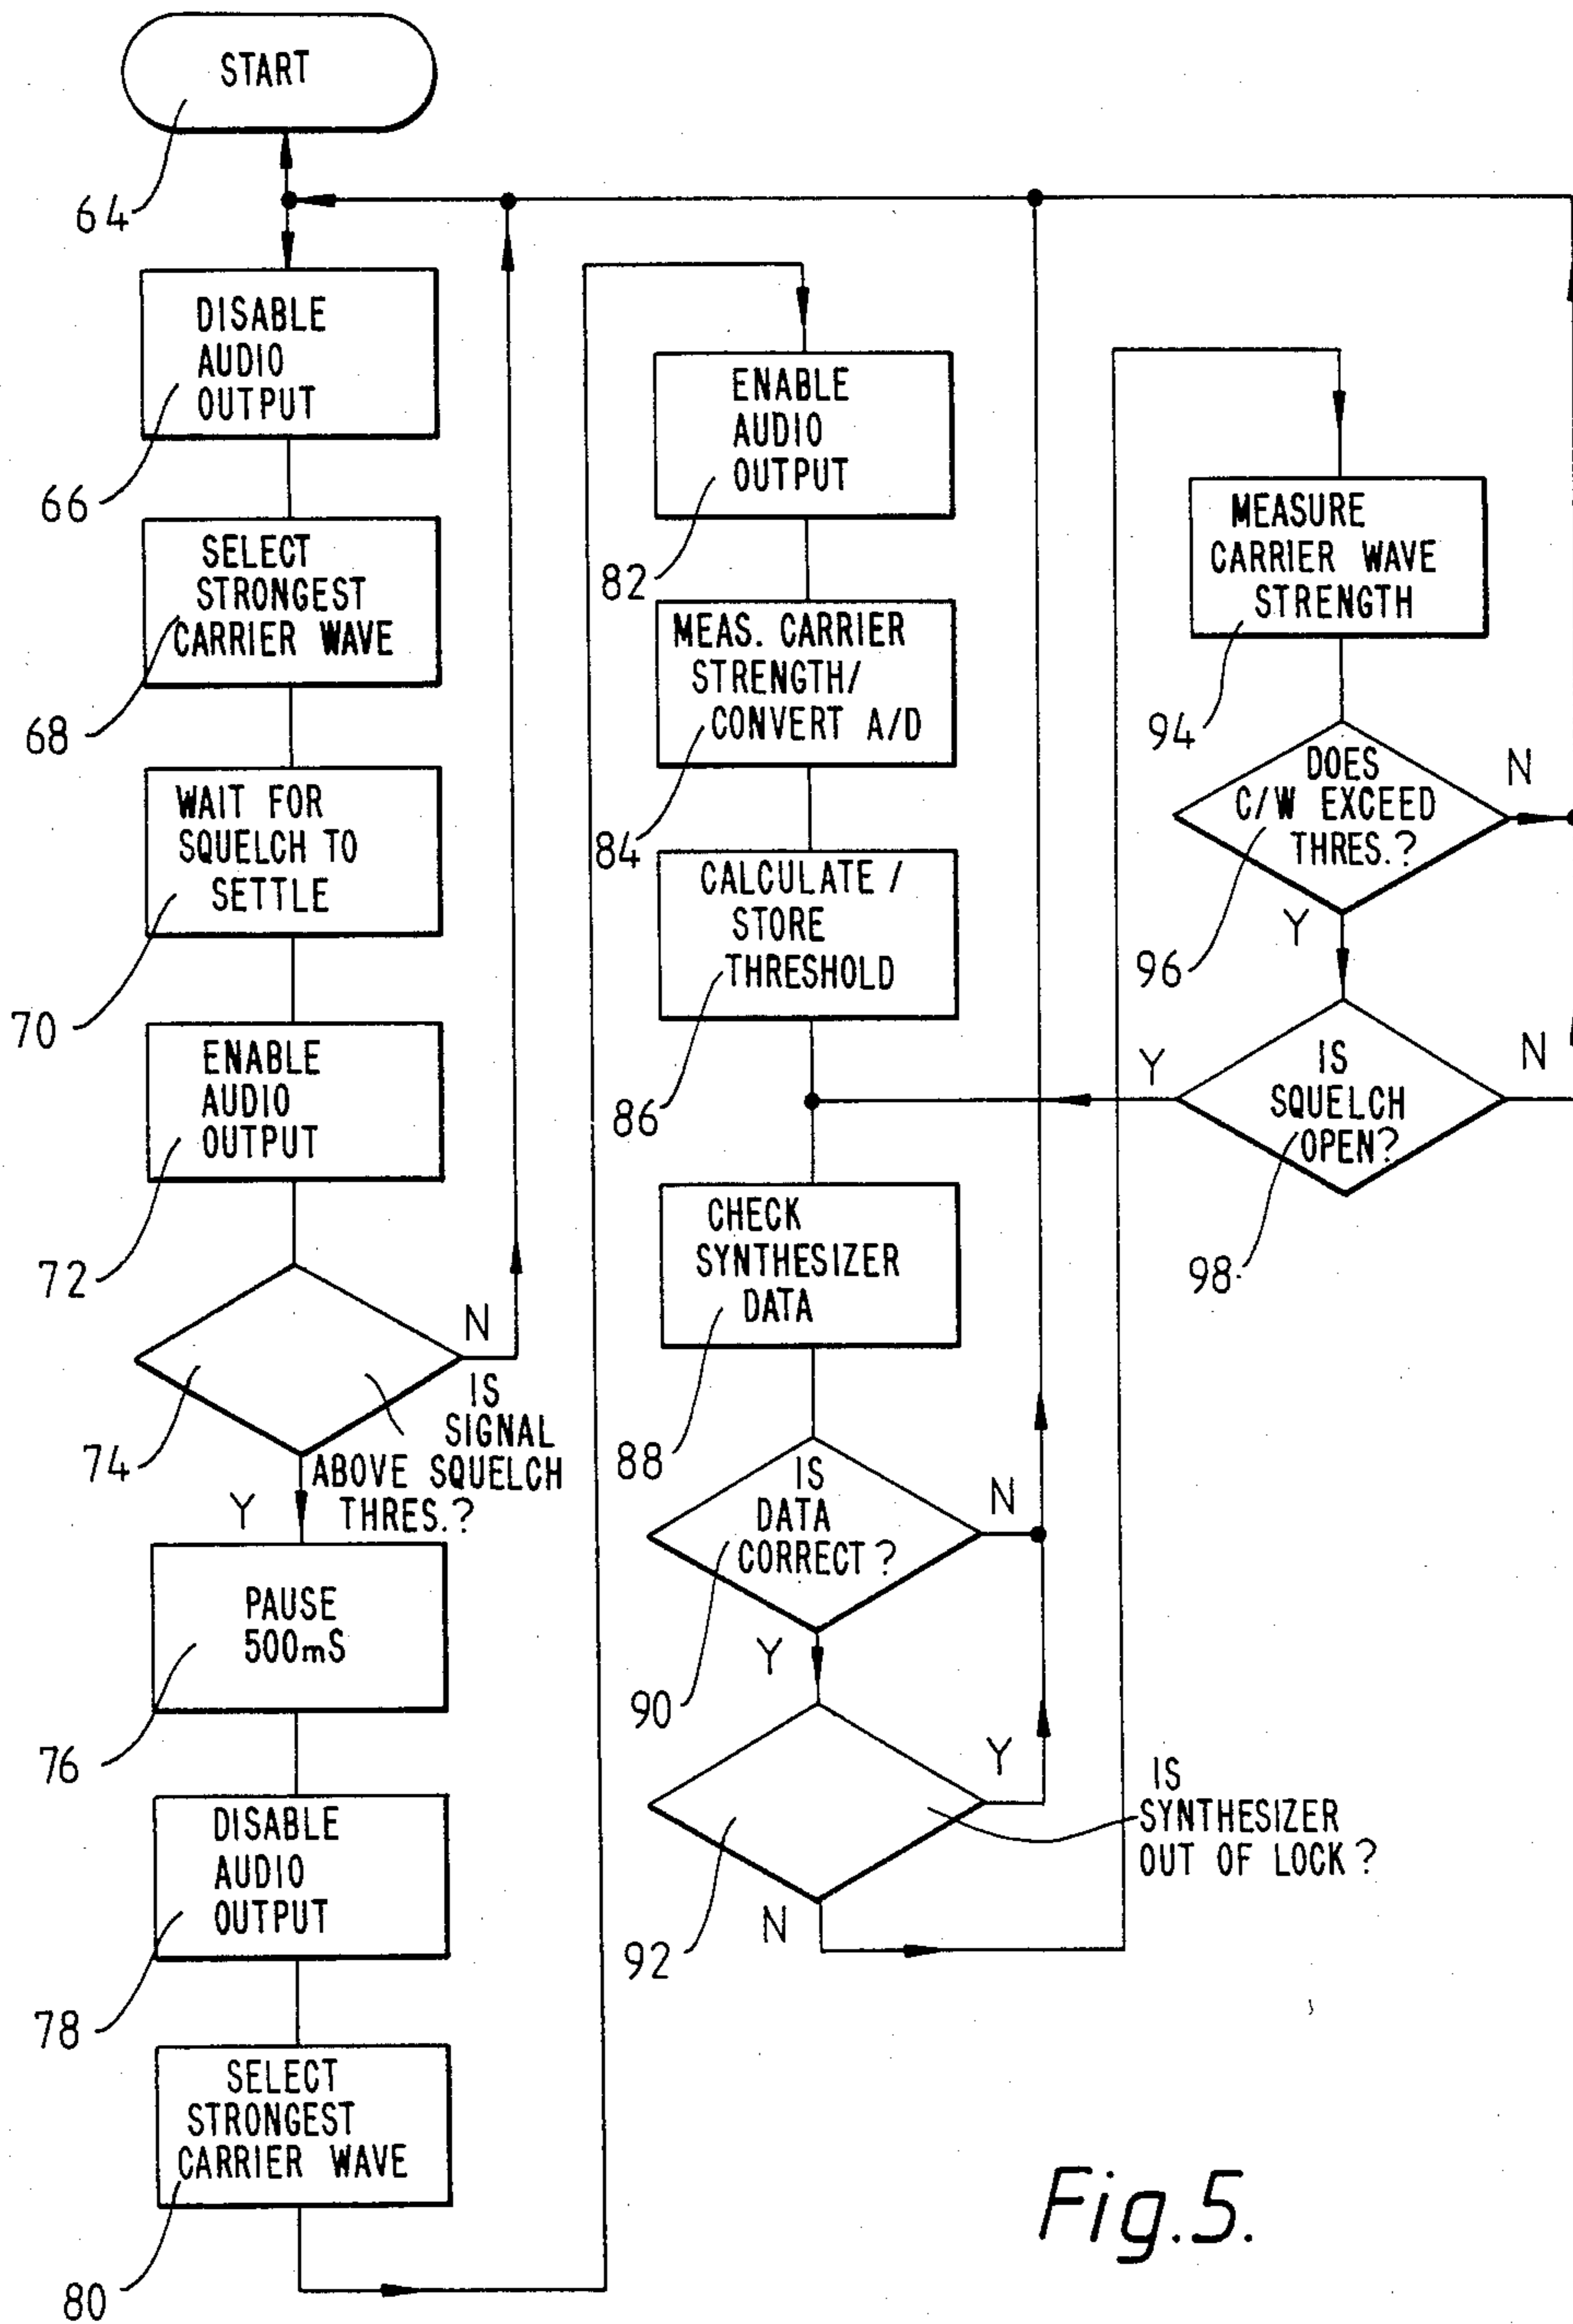 START
64
DISABLE
AUDIO
OUTPUT
66
SELECT
STRONGEST
CARRIER WAVE
68
WAIT FOR
SQUELCH TO
SETTLE
70
ENABLE
AUDIO
OUTPUT
72
N
IS
SIGNAL
ABOVE SQUELCH
THRES.?
74
Y
PAUSE
500mS
76
DISABLE
AUDIO
OUTPUT
78
SELECT
STRONGEST
CARRIER WAVE
80
ENABLE
AUDIO
OUTPUT
82
MEAS. CARRIER
STRENGTH/
CONVERT A/D
84
CALCULATE /
STORE
THRESHOLD
86
CHECK
SYNTHESIZER
DATA
88
IS
DATA
CORRECT?
N
Y
90
Y
IS
SYNTHESIZER
OUT OF LOCK?
N
92
MEASURE
CARRIER WAVE
STRENGTH
94
DOES
C/W EXCEED
THRES.?
N
Y
96
IS
SQUELCH
OPEN?
Y
N
98
Fig.5.